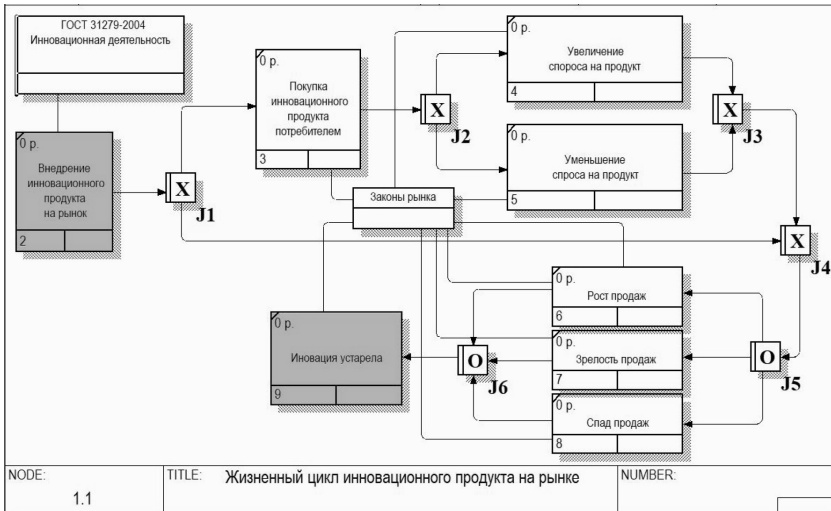 ГОСТ 31279-2004
Инновационная деятельность
0 р.
Внедрение
инновационного
продукта
на рынок
2
X
J1
0 р.
Покупка
инновационного
продукта
потребителем
3
X
J2
0 р.
Увеличение
спороса на продукт
4
0 р.
Уменьшение
спроса на продукт
5
X
J3
Законы рынка
X
J4
0 р.
Рост продаж
6
0 р.
Зрелость продаж
7
0 р.
Спад продаж
8
O
J5
O
J6
0 р.
Иновация устарела
9
NODE:
1.1
TITLE: Жизненный цикл инновационного продукта на рынке
NUMBER: